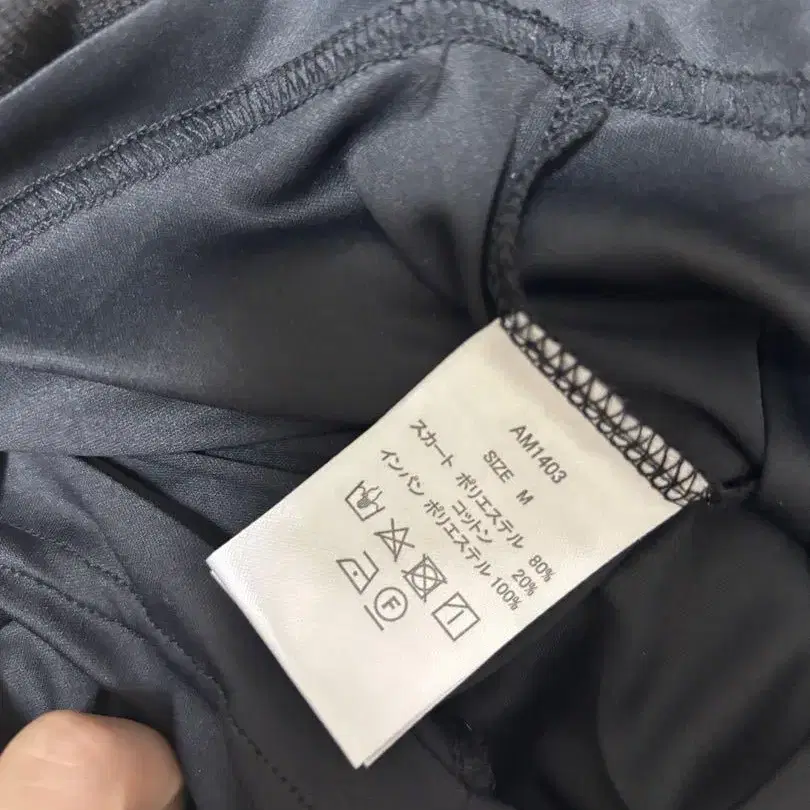 AM1403
SIZE M
スカート ポリエステル 80%
コットン 20%
インパン ポリエステル 100%
F